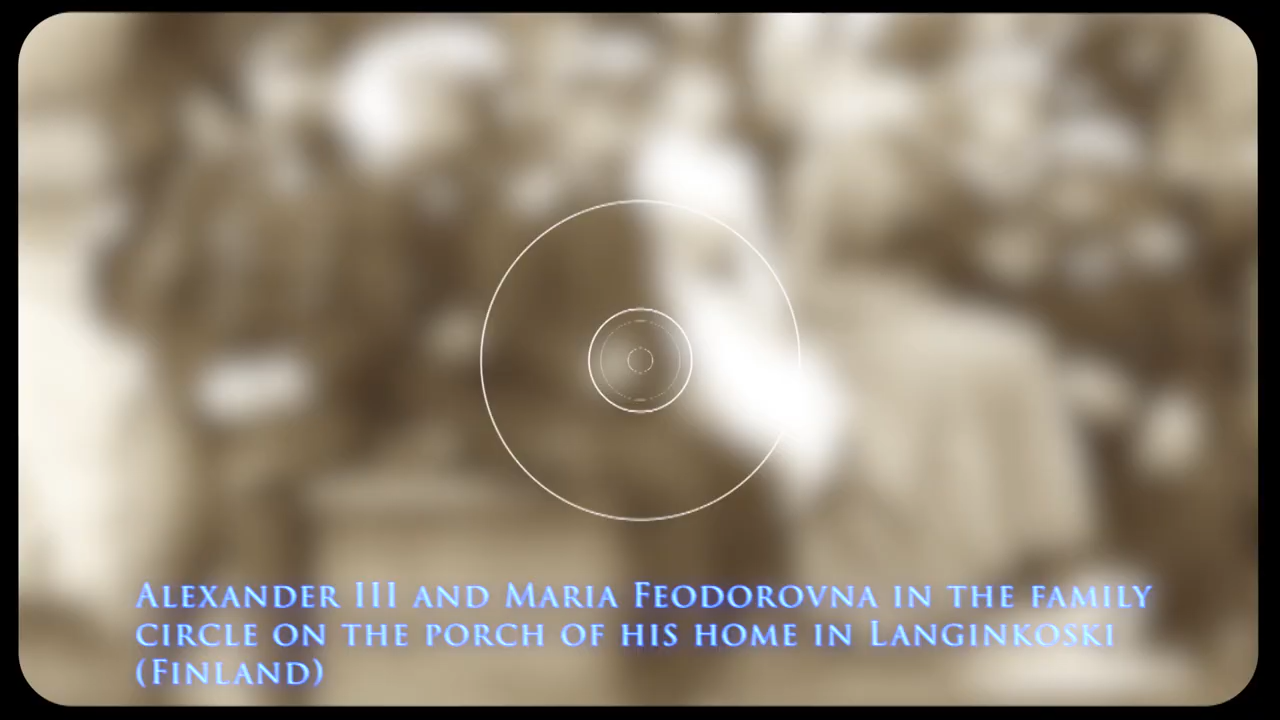 Alexander III and Maria Feodorovna in the family
circle on the porch of his home in Langinkoski
(Finland)